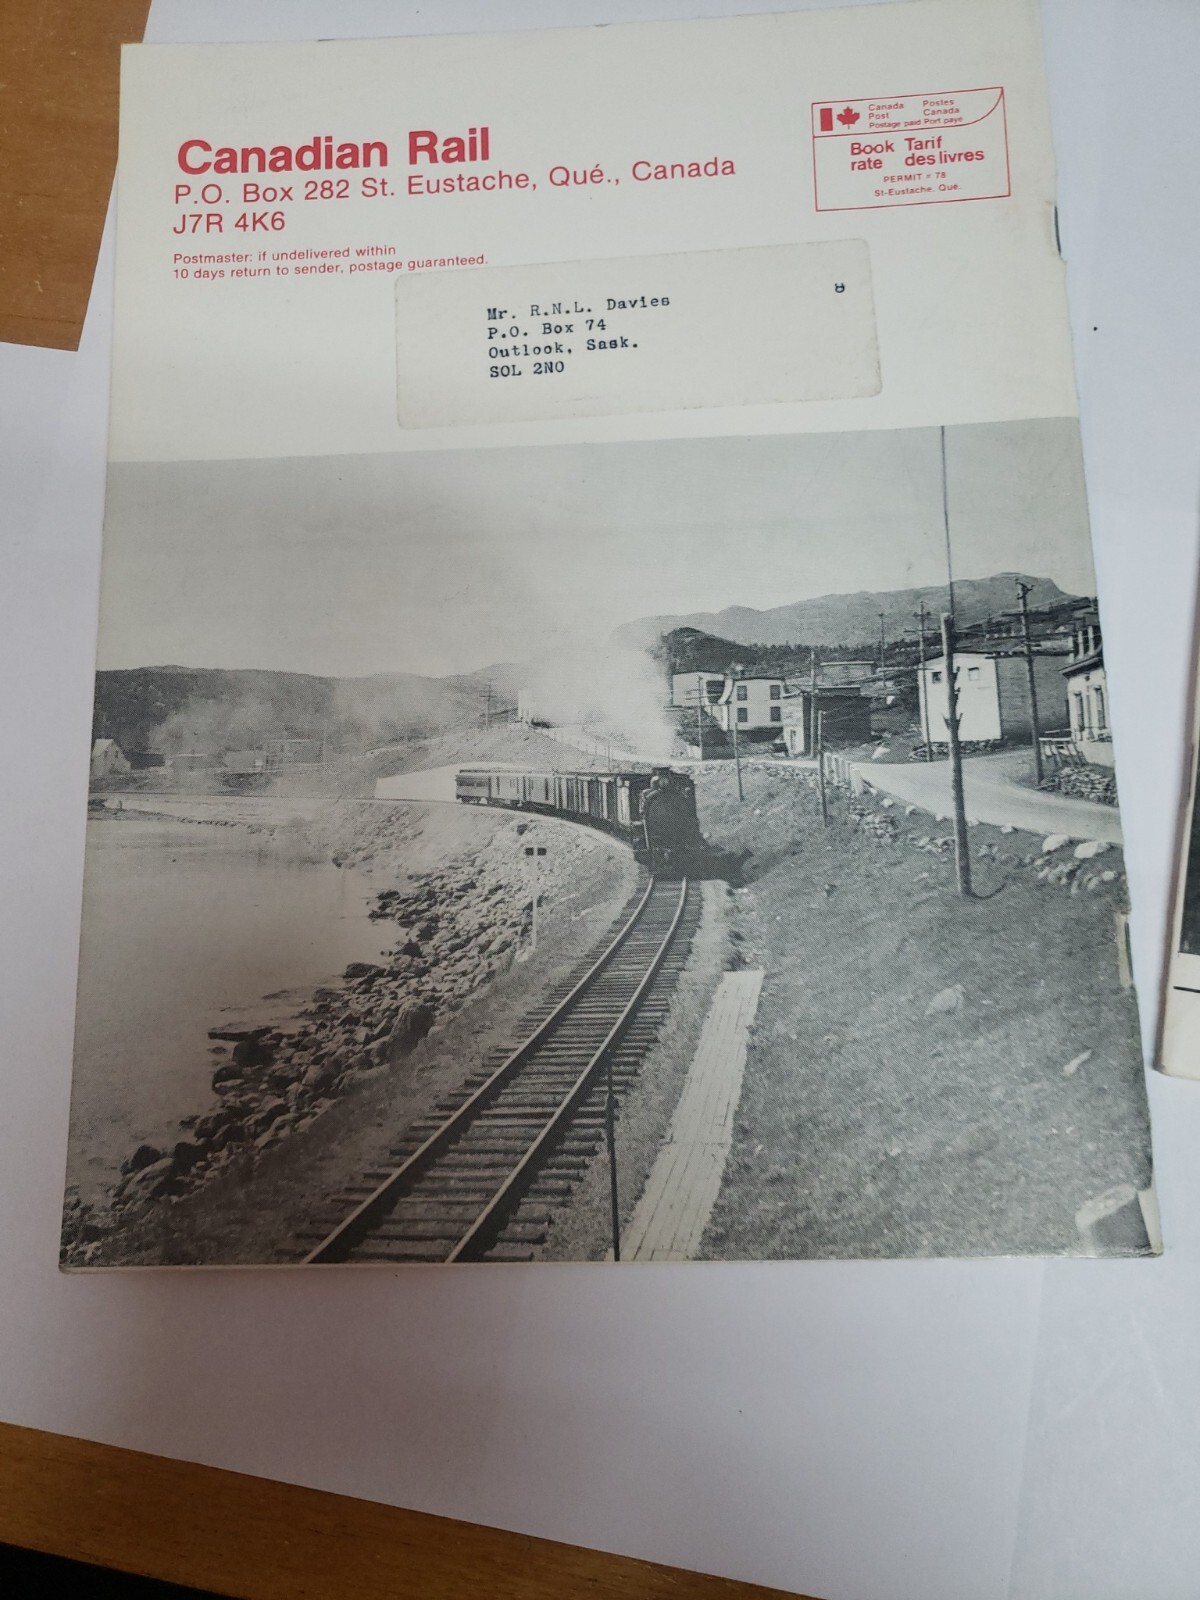 Canadian Rail
P.O. Box 282 St. Eustache, Qué., Canada
J7R 4K6
Postmaster: if undelivered within
10 days return to sender, postage guaranteed.
Canada Postes
Post Canada
Postage paid Port payé
Book Tarif
rate des livres
PERMIT # 78
St-Eustache, Qué.
Mr. R.N.L. Davies
8
P.O. Box 74
Outlook, Sask.
SOL 2NO